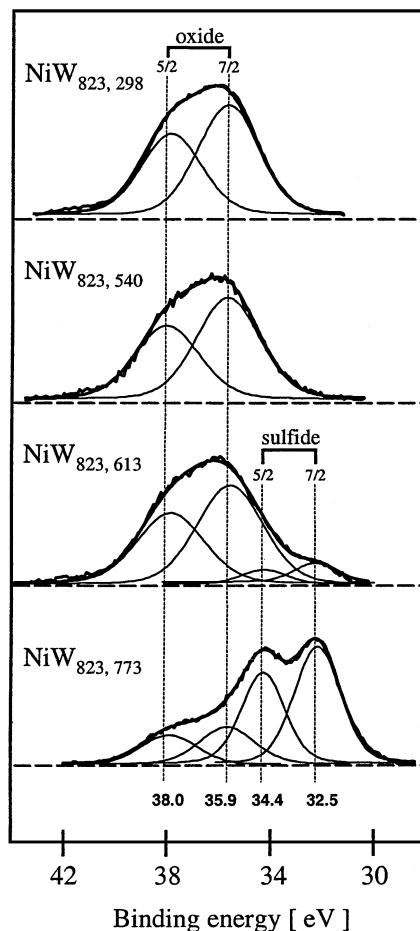 oxide
5/2 7/2
NiW823, 298
NiW823, 540
sulfide
NiW823, 613
5/2 7/2
NiW823, 773
38.0 35.9 34.4 32.5
42 38 34 30
Binding energy [ eV ]